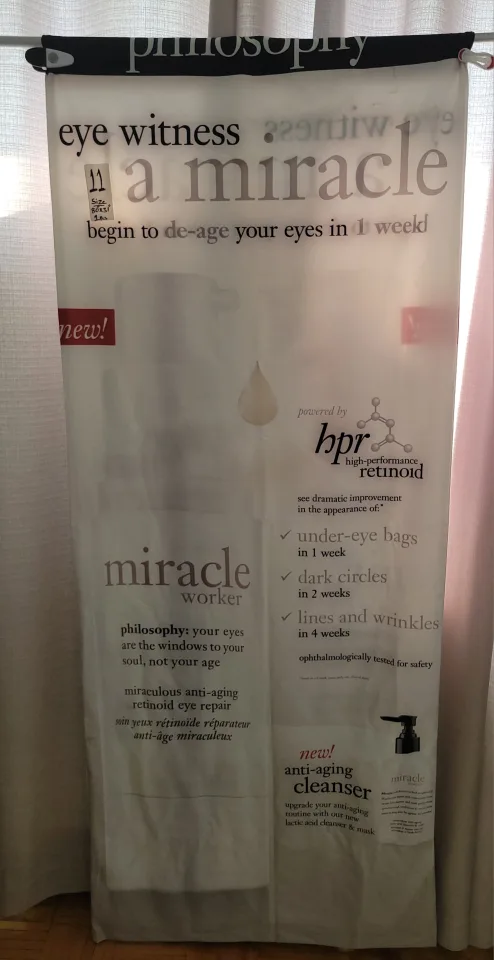 philosophy
eye witness
a miracle
11
Size
begin to de-age your eyes in 1 week!
new!
powered by
hpr
high-performance
retinoid
see dramatic improvement
in the appearance of:*
✓ under-eye bags
in 1 week
✓ dark circles
in 2 weeks
✓ lines and wrinkles
in 4 weeks
ophthalmologically tested for safety
miracle
worker
philosophy: your eyes
are the windows to your
soul, not your age
miraculous anti-aging
retinoid eye repair
soin yeux rétinoïde réparateur
anti-âge miraculeux
new!
anti-aging
cleanser
upgrade your anti-aging
routine with our new
lactic acid cleanser & mask
miracle